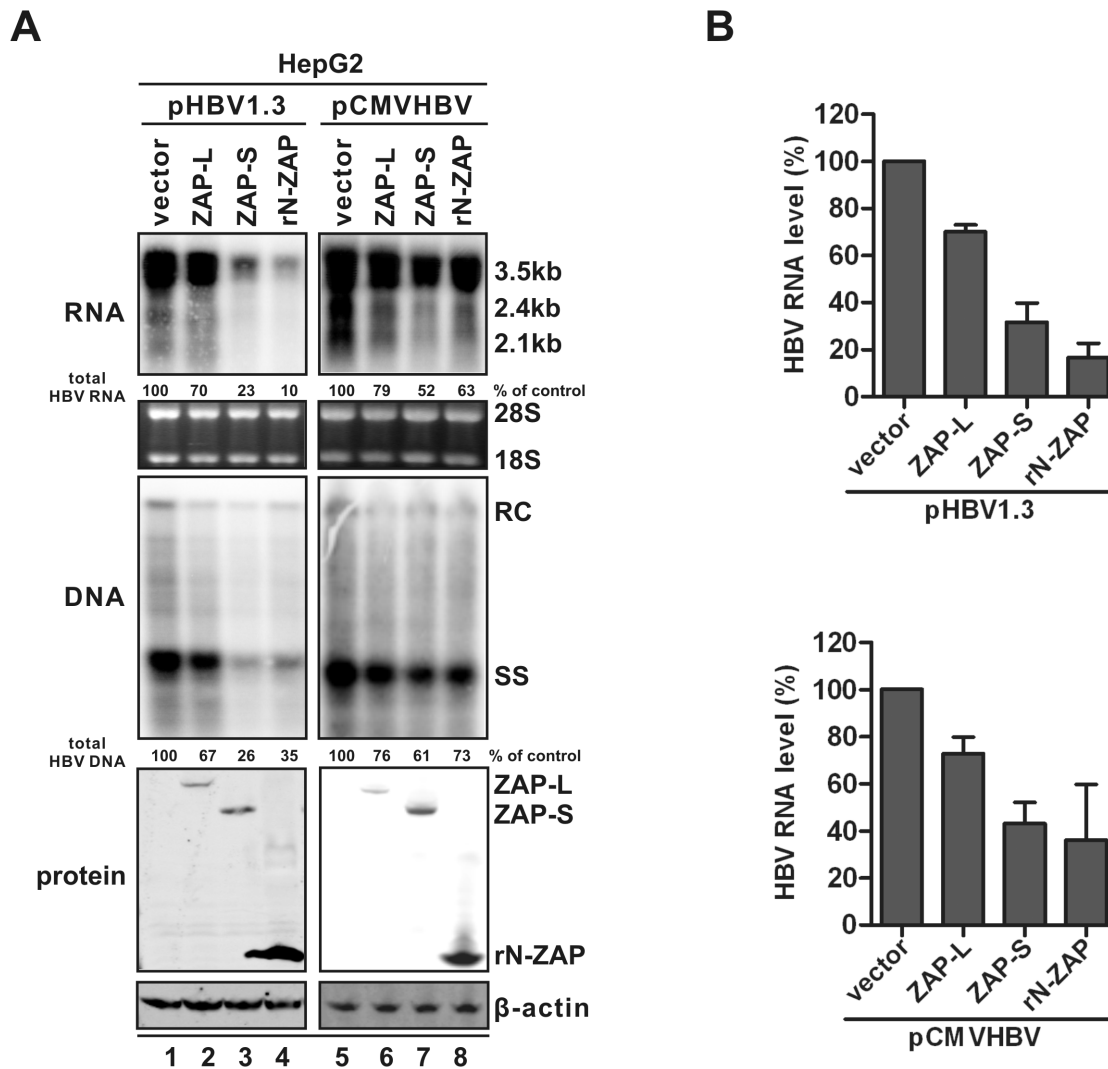 A
HepG2
pHBV1.3 pCMVHBV
vector ZAP-L ZAP-S rN-ZAP vector ZAP-L ZAP-S rN-ZAP
RNA
3.5kb
2.4kb
2.1kb
total
HBV RNA
100 70 23 10 100 79 52 63 % of control
28S
18S
DNA
RC
SS
total
HBV DNA
100 67 26 35 100 76 61 73 % of control
protein
ZAP-L
ZAP-S
rN-ZAP
β-actin
1 2 3 4 5 6 7 8
B
HBV RNA level (%)
120
100
80
60
40
20
0
vector ZAP-L ZAP-S rN-ZAP
pHBV1.3
HBV RNA level (%)
120
100
80
60
40
20
0
vector ZAP-L ZAP-S rN-ZAP
pCMVHBV